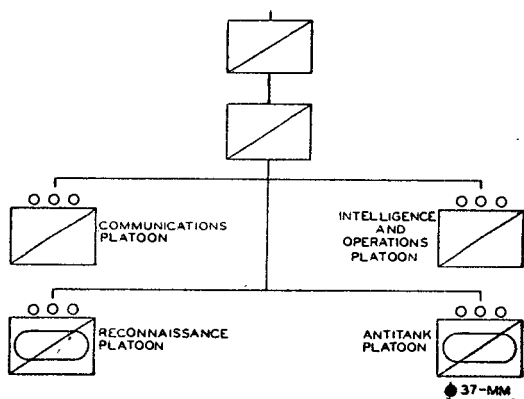 COMMUNICATIONS
PLATOON
INTELLIGENCE
AND
OPERATIONS
PLATOON
RECONNAISSANCE
PLATOON
ANTITANK
PLATOON
37-MM